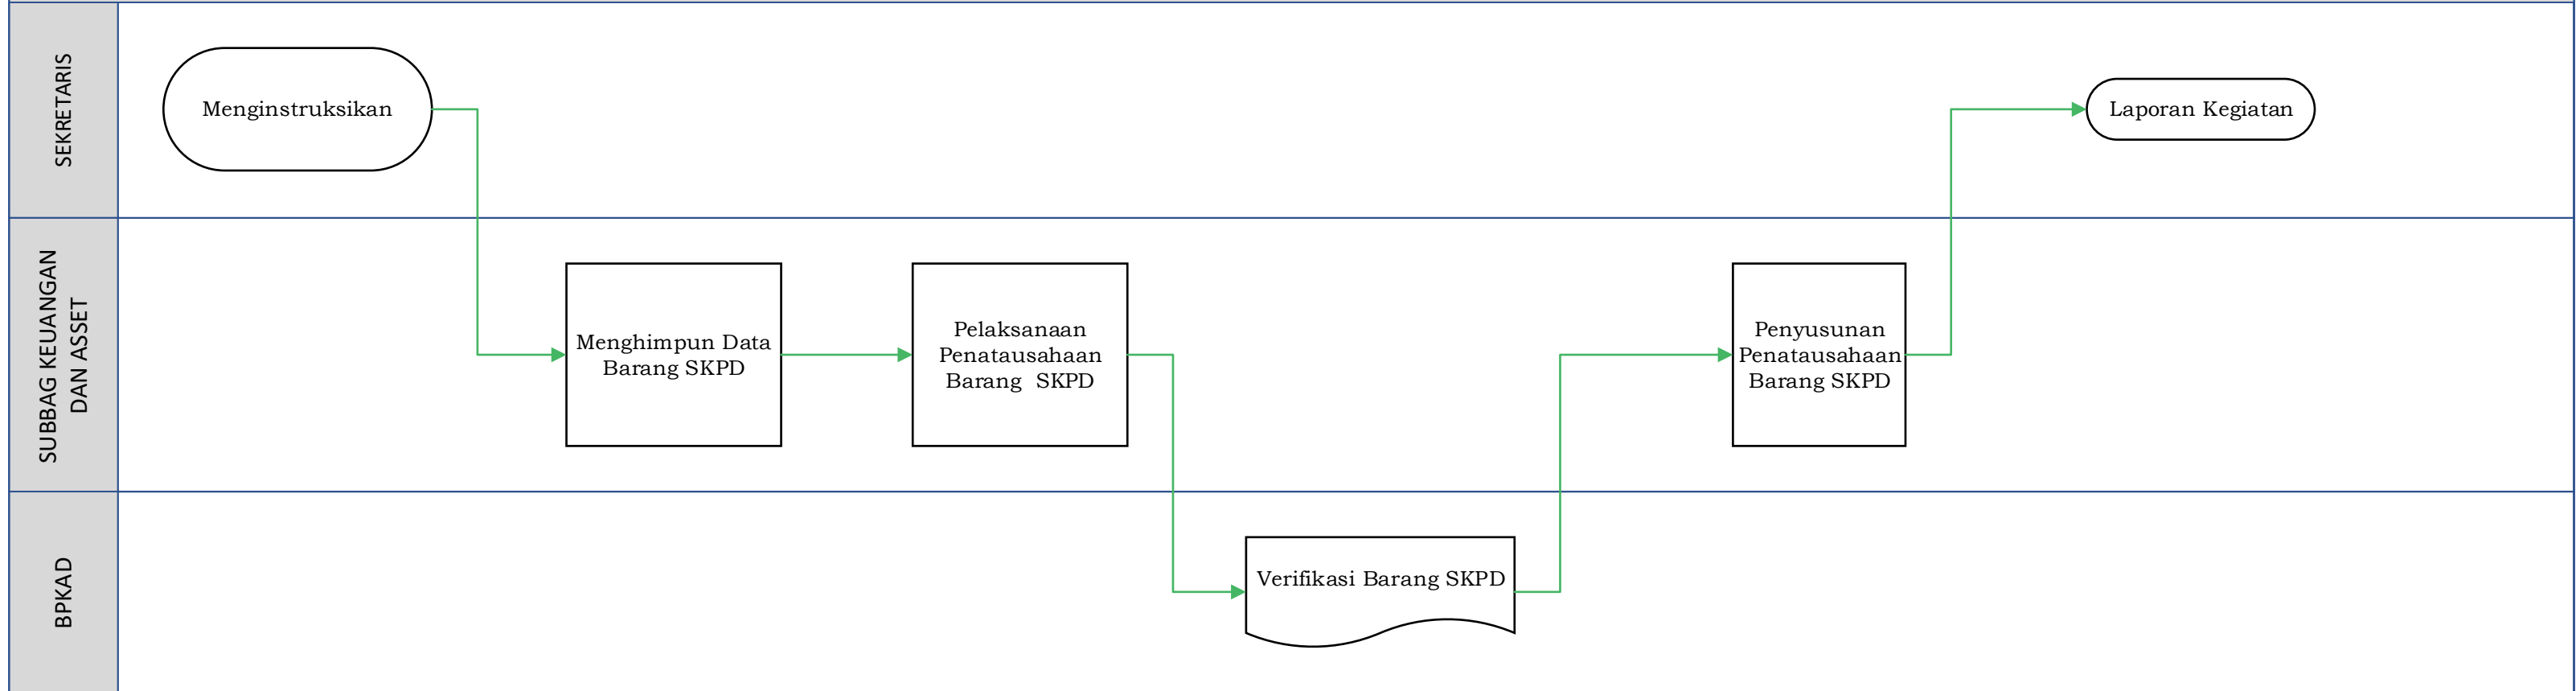 SEKRETARIS
Menginstruksikan
Laporan Kegiatan
SUBBAG KEUANGAN
DAN ASSET
Menghimpun Data
Barang SKPD
Pelaksanaan
Penatausahaan
Barang  SKPD
Penyusunan
Penatausahaan
Barang SKPD
BPKAD
Verifikasi Barang SKPD